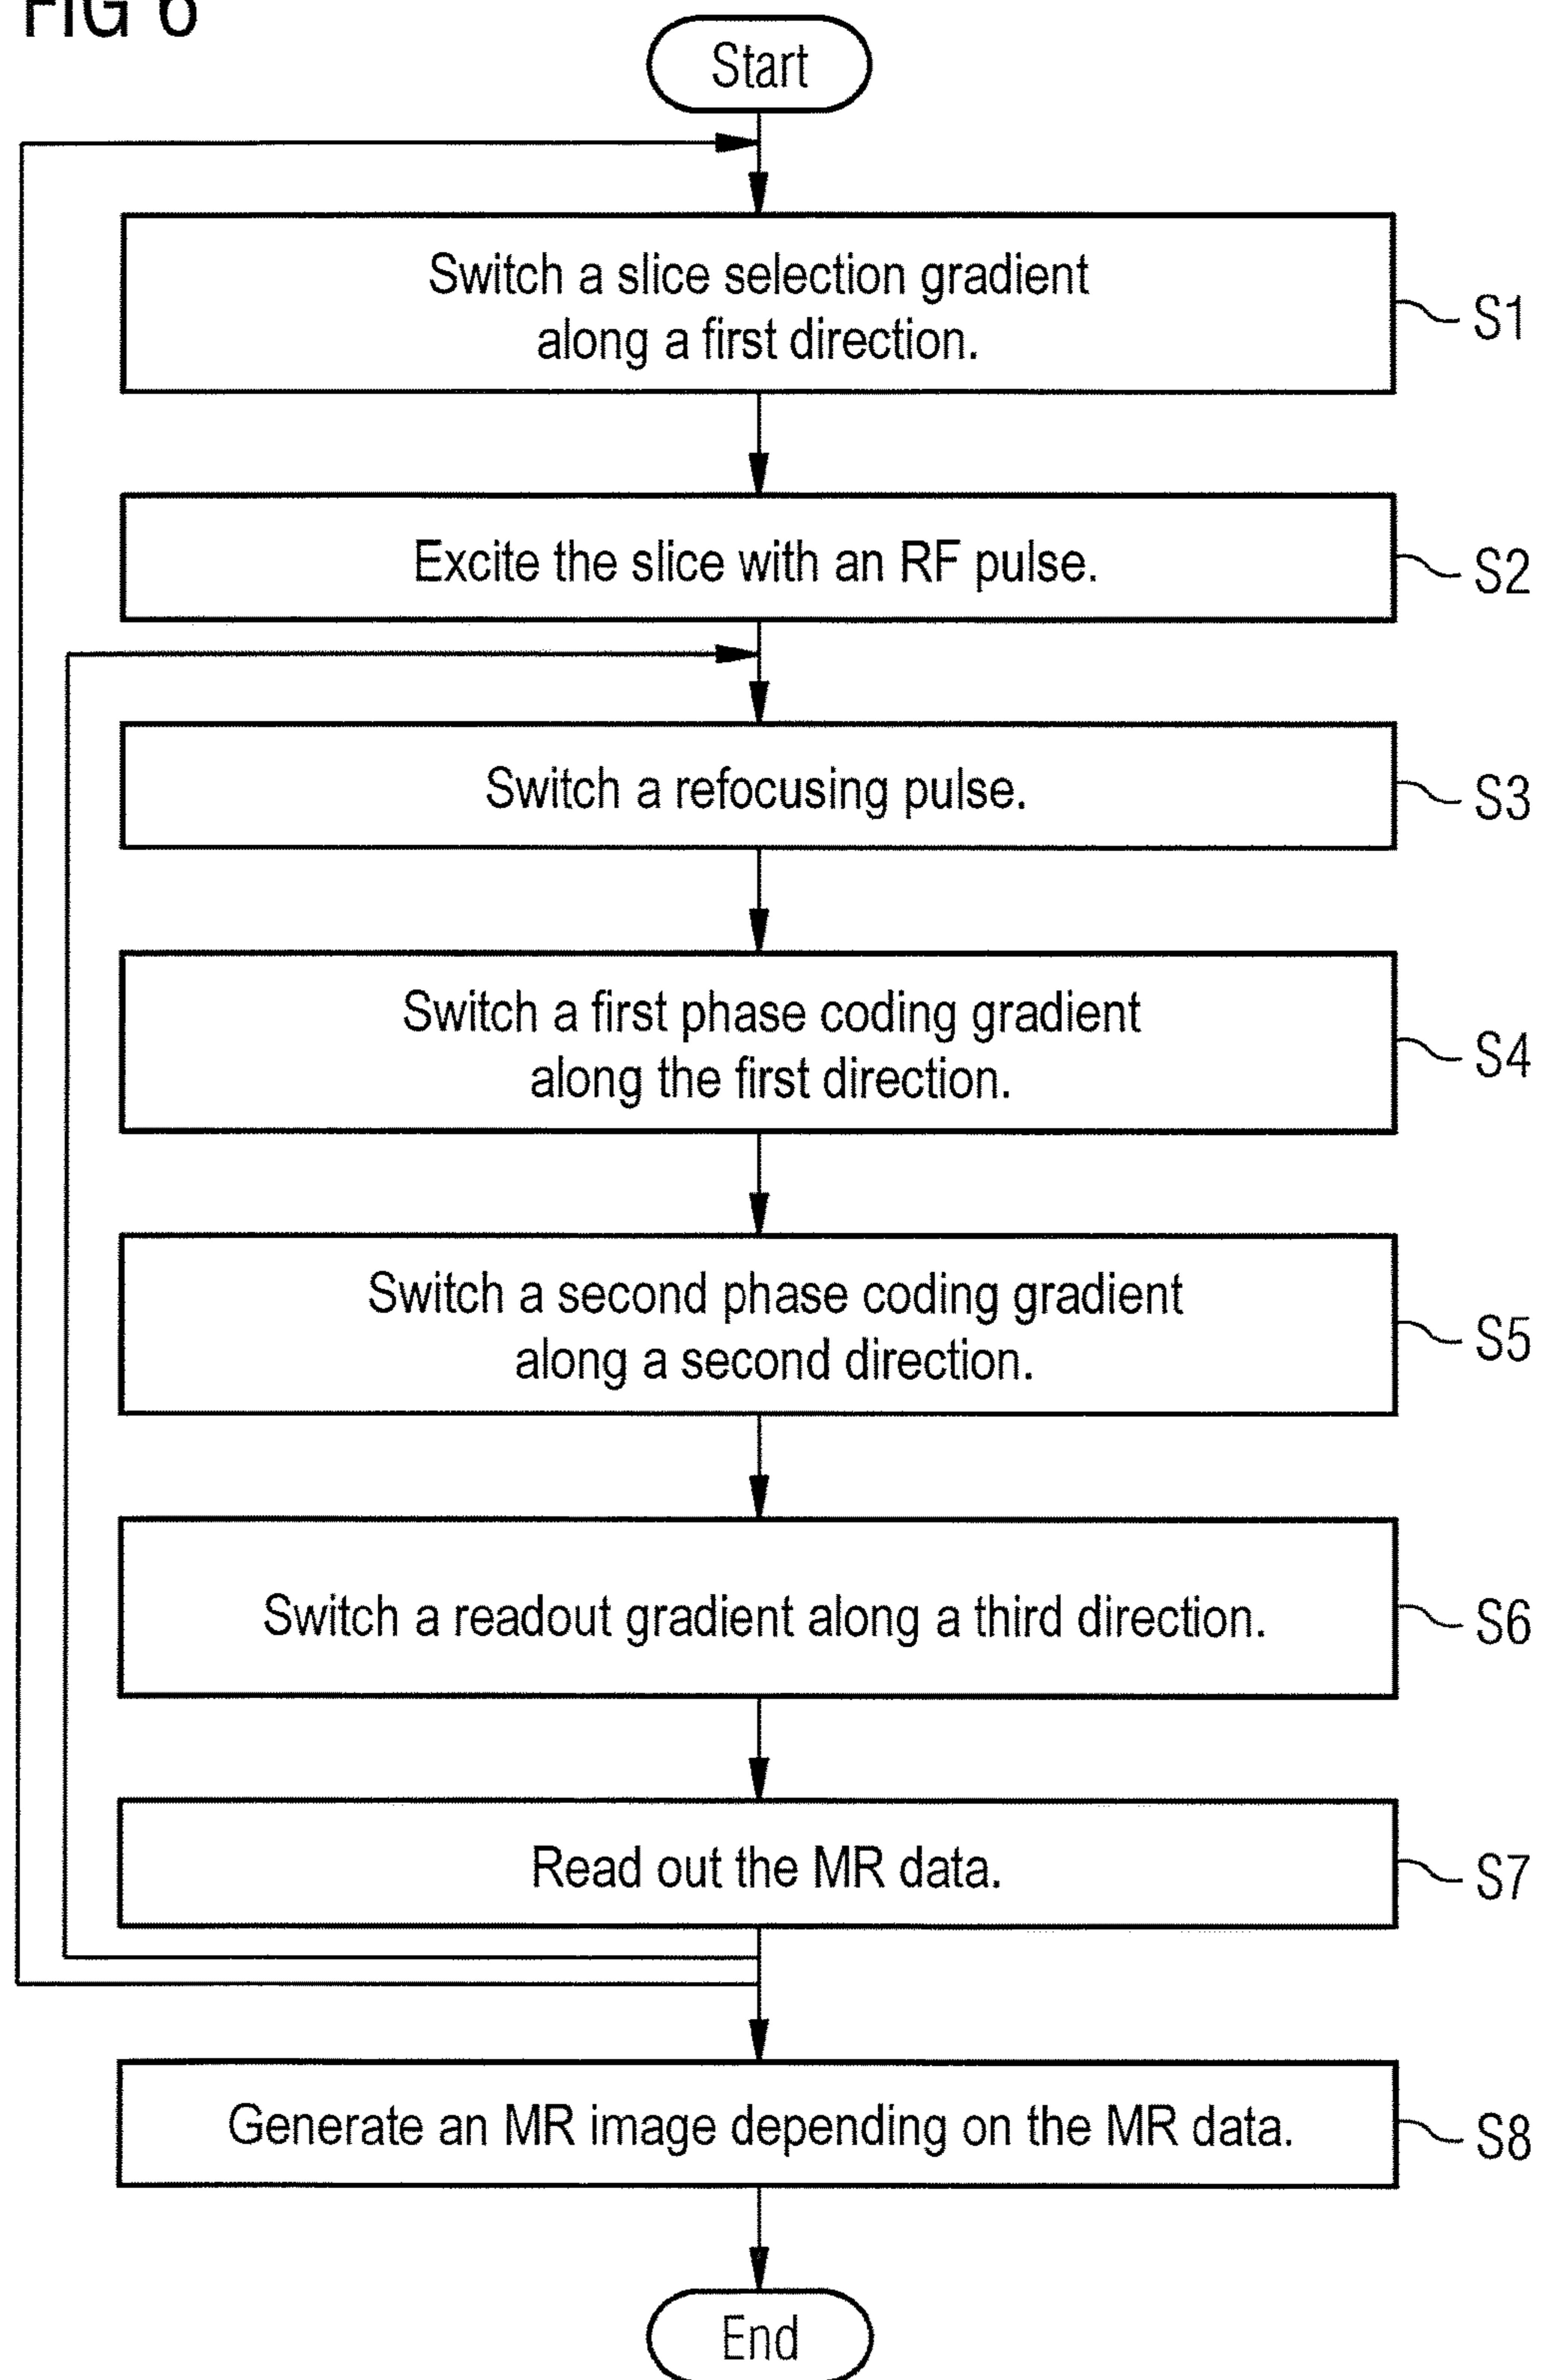 FIG 6
Start
Switch a slice selection gradient
along a first direction.
S1
Excite the slice with an RF pulse.
S2
Switch a refocusing pulse.
S3
Switch a first phase coding gradient
along the first direction.
S4
Switch a second phase coding gradient
along a second direction.
S5
Switch a readout gradient along a third direction.
S6
Read out the MR data.
S7
Generate an MR image depending on the MR data.
S8
End